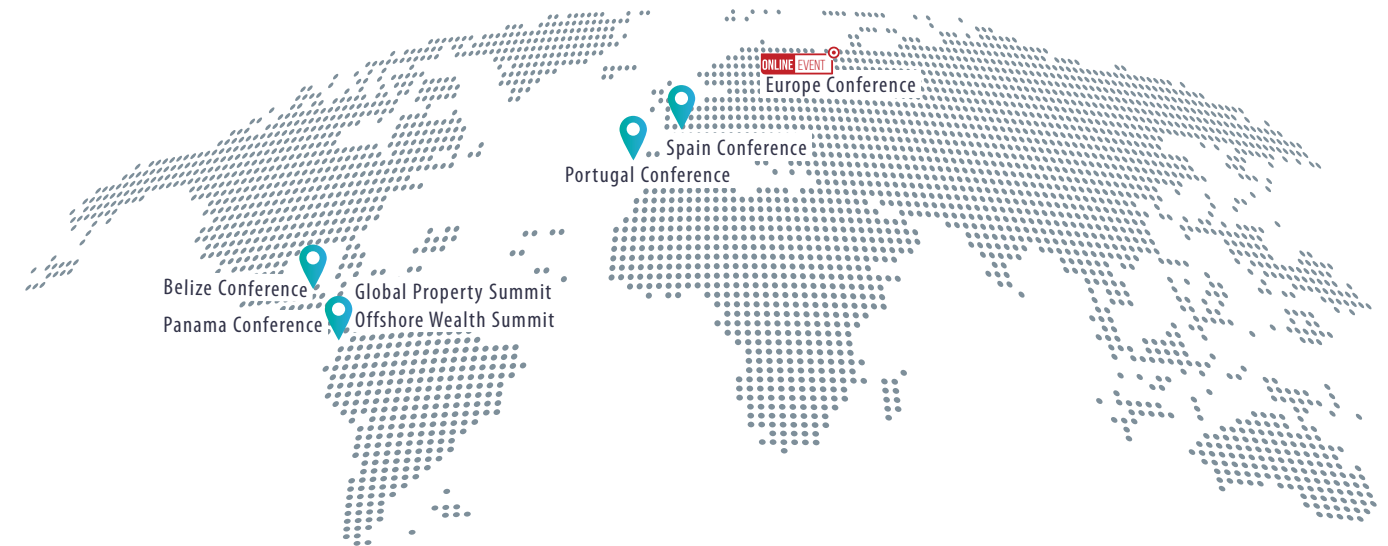 ONLINE EVENT
Europe Conference
Spain Conference
Portugal Conference
Belize Conference
Global Property Summit
Panama Conference
Offshore Wealth Summit